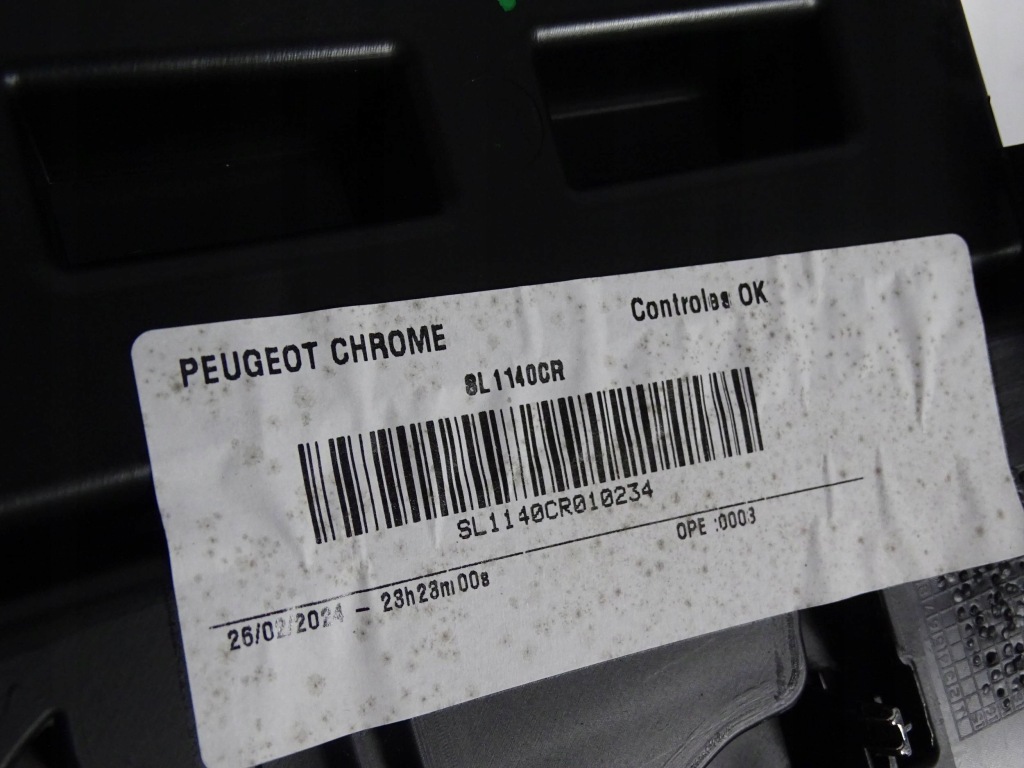 PEUGEOT CHROME
Controles OK
SL1140CR
SL1140CR010234
OPE :0003
26/02/2024 - 23h23m00s